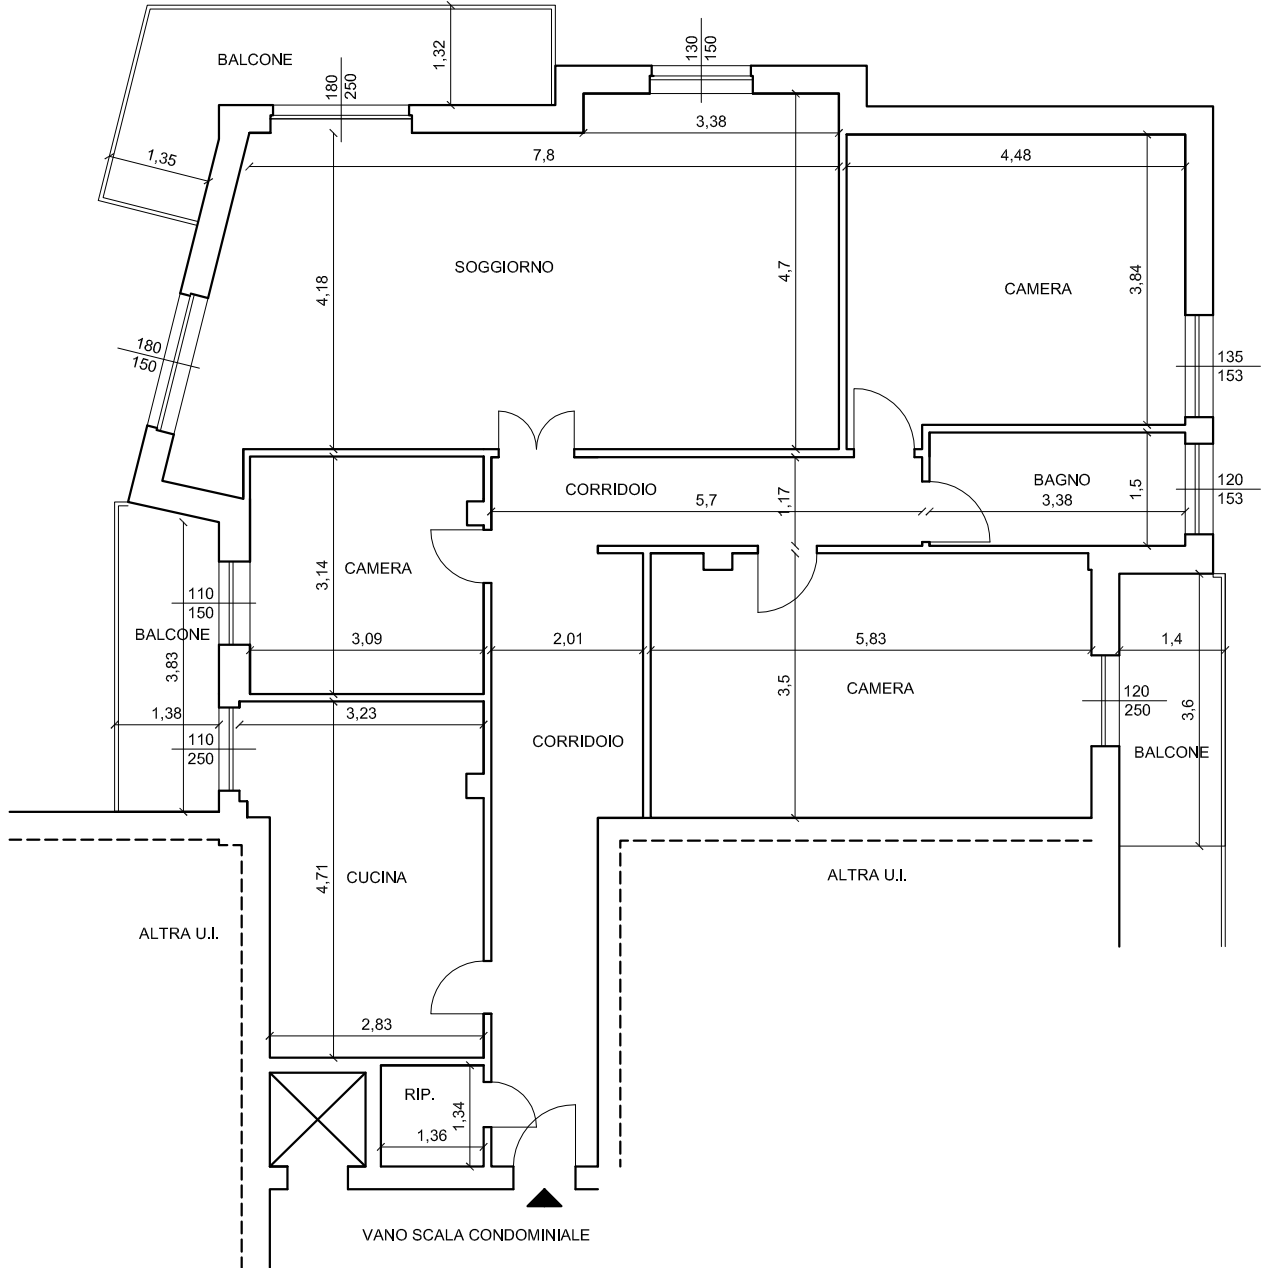 BALCONE
1,32
130
150
180
250
3,38
1,35
7,8
4,48
SOGGIORNO
4,18
4,7
CAMERA
3,84
180
150
135
153
CORRIDOIO
BAGNO
1,5
120
153
5,7
1,17
3,38
CAMERA
3,14
110
150
BALCONE
3,83
3,09
2,01
5,83
1,4
CAMERA
3,5
120
250
3,6
1,38
3,23
110
250
CORRIDOIO
BALCONE
CUCINA
4,71
ALTRA U.I.
ALTRA U.I.
2,83
RIP.
1,34
1,36
VANO SCALA CONDOMINIALE